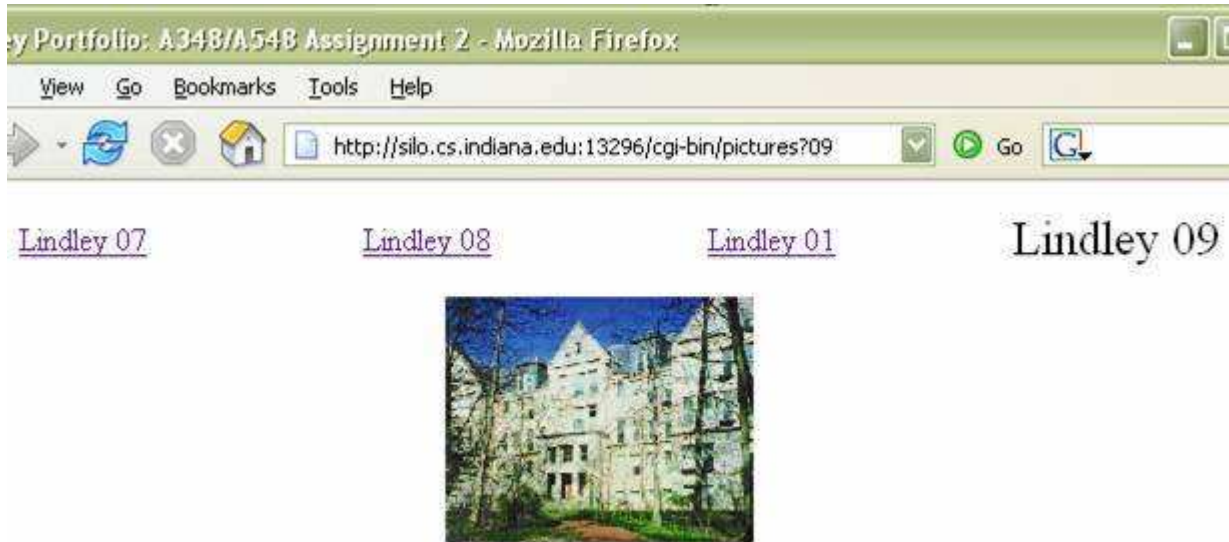 ey Portfolio: A348/A548 Assignment 2 - Mozilla Firefox
View Go Bookmarks Tools Help
http://silo.cs.indiana.edu:13296/cgi-bin/pictures?09 Go G
Lindley 07 Lindley 08 Lindley 01 Lindley 09